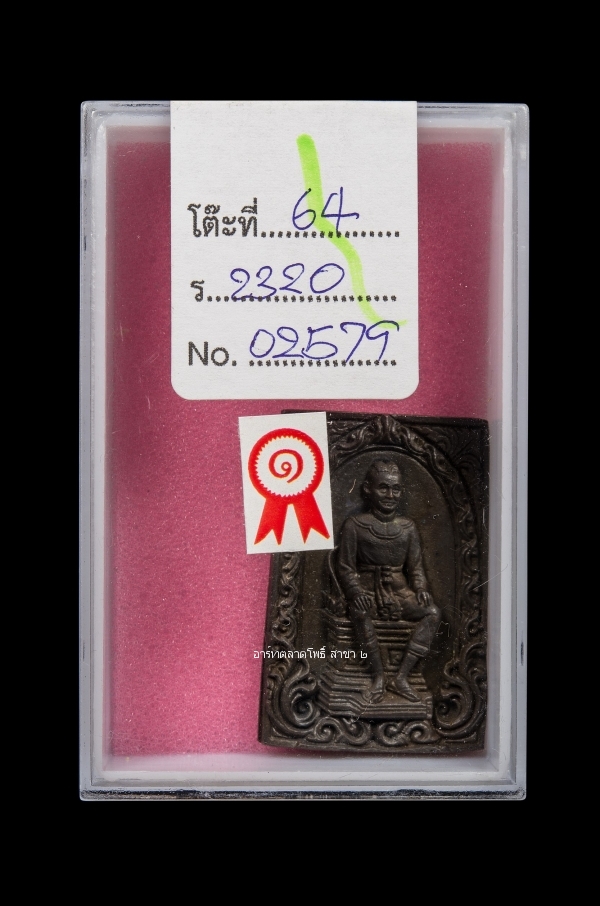 โต๊ะที่ 64
ร. 2320
No. 02579
๑
อาร์ทตลาดโพธิ์ สาขา ๒